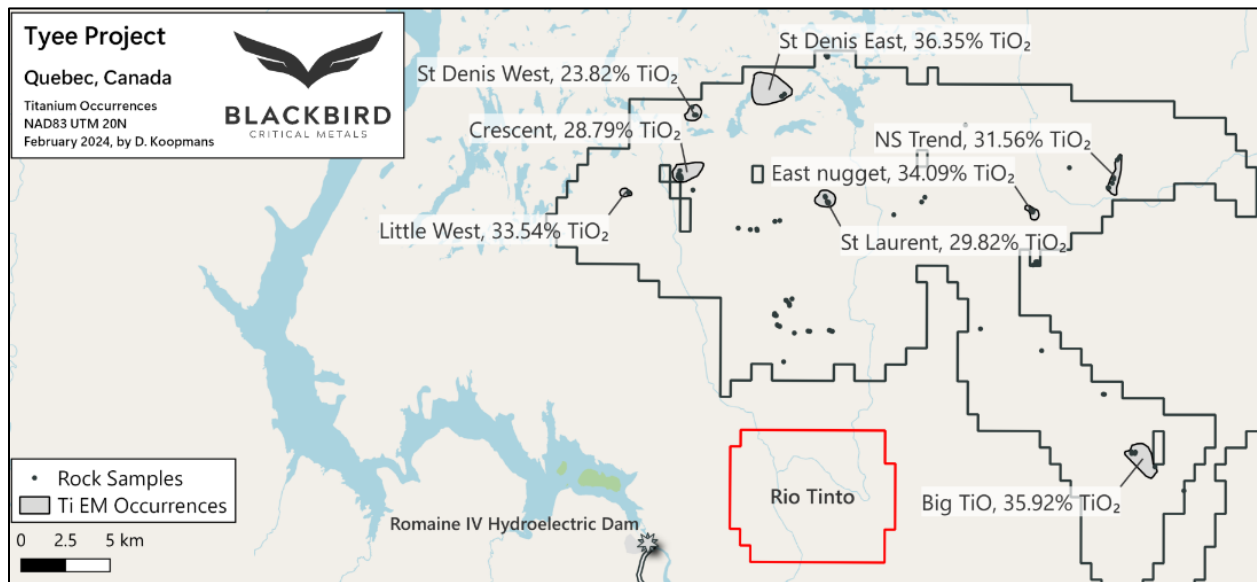 Tyee Project
Quebec, Canada
Titanium Occurrences
NAD83 UTM 20N
February 2024, by D. Koopmans
BLACKBIRD
CRITICAL METALS
St Denis East, 36.35% TiO₂
St Denis West, 23.82% TiO₂
Crescent, 28.79% TiO₂
NS Trend, 31.56% TiO₂
East nugget, 34.09% TiO₂
Little West, 33.54% TiO₂
St Laurent, 29.82% TiO₂
Rock Samples
Ti EM Occurrences
0 2.5 5 km
Romaine IV Hydroelectric Dam
Rio Tinto
Big TiO, 35.92% TiO₂